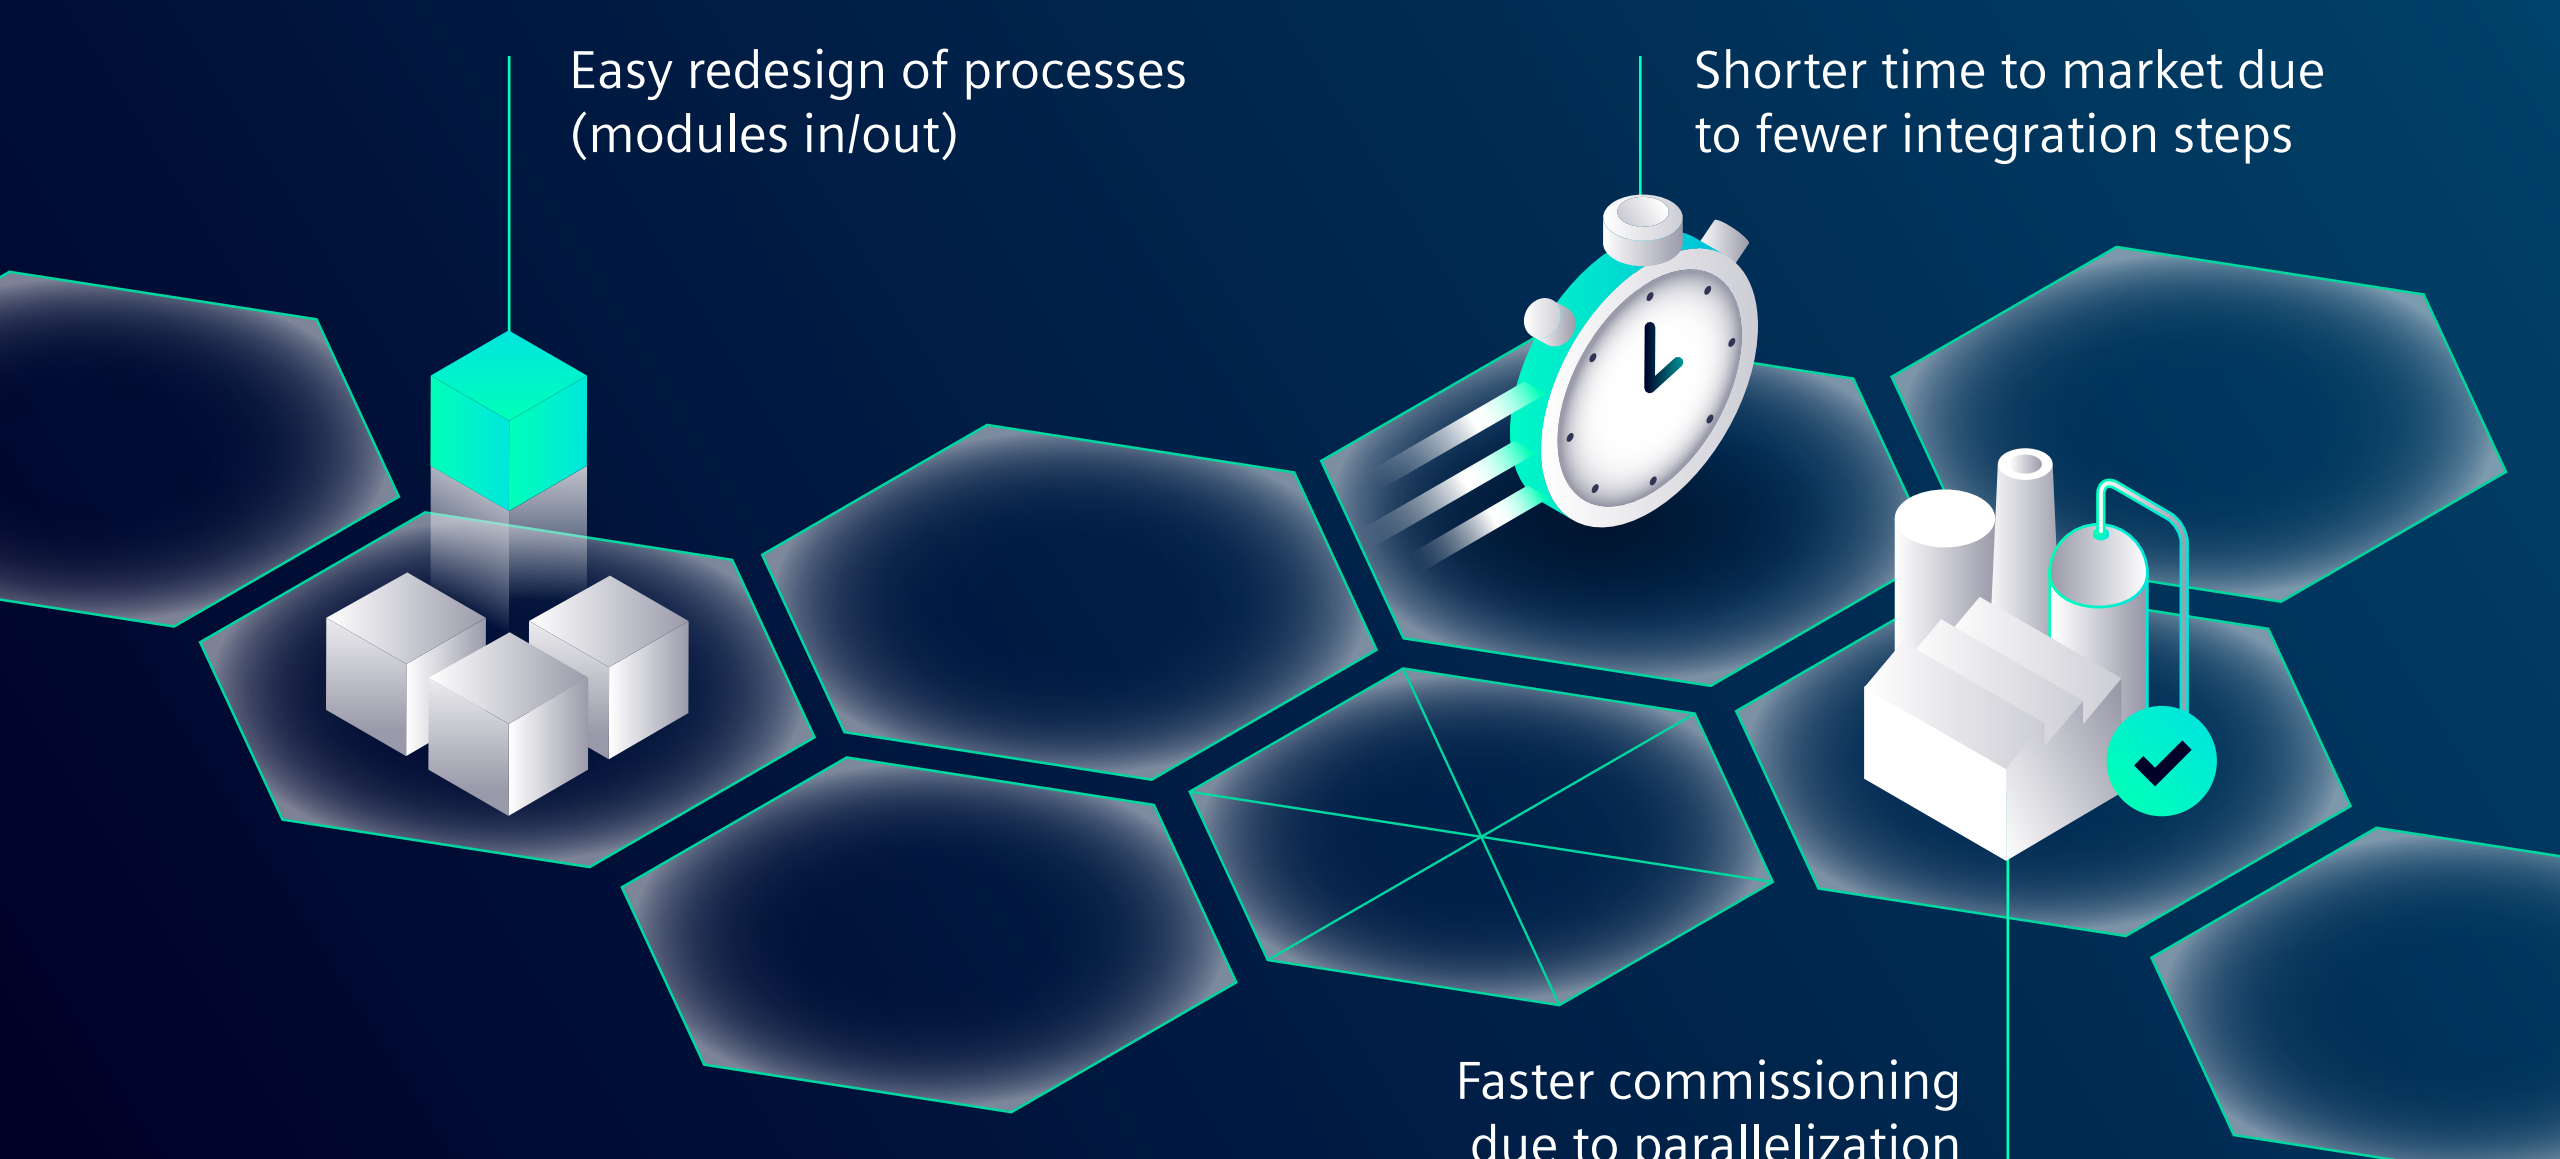 Easy redesign of processes
(modules in/out)
Shorter time to market due
to fewer integration steps
Faster commissioning
due to parallelization